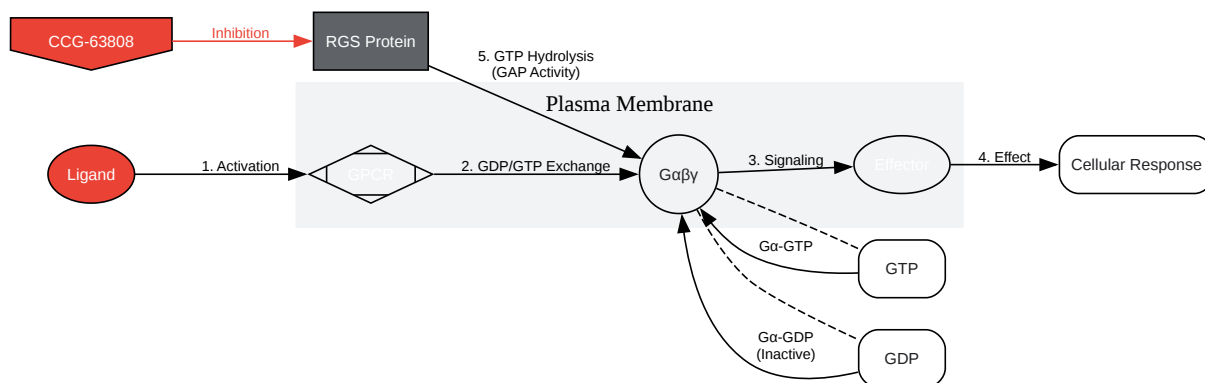 CCG-63808
Inhibition
RGS Protein
5. GTP Hydrolysis
(GAP Activity)
Plasma Membrane
Ligand
1. Activation
GPCR
2. GDP/GTP Exchange
Gαβγ
3. Signaling
Effector
4. Effect
Cellular Response
Gα-GTP
GTP
Gα-GDP
(Inactive)
GDP